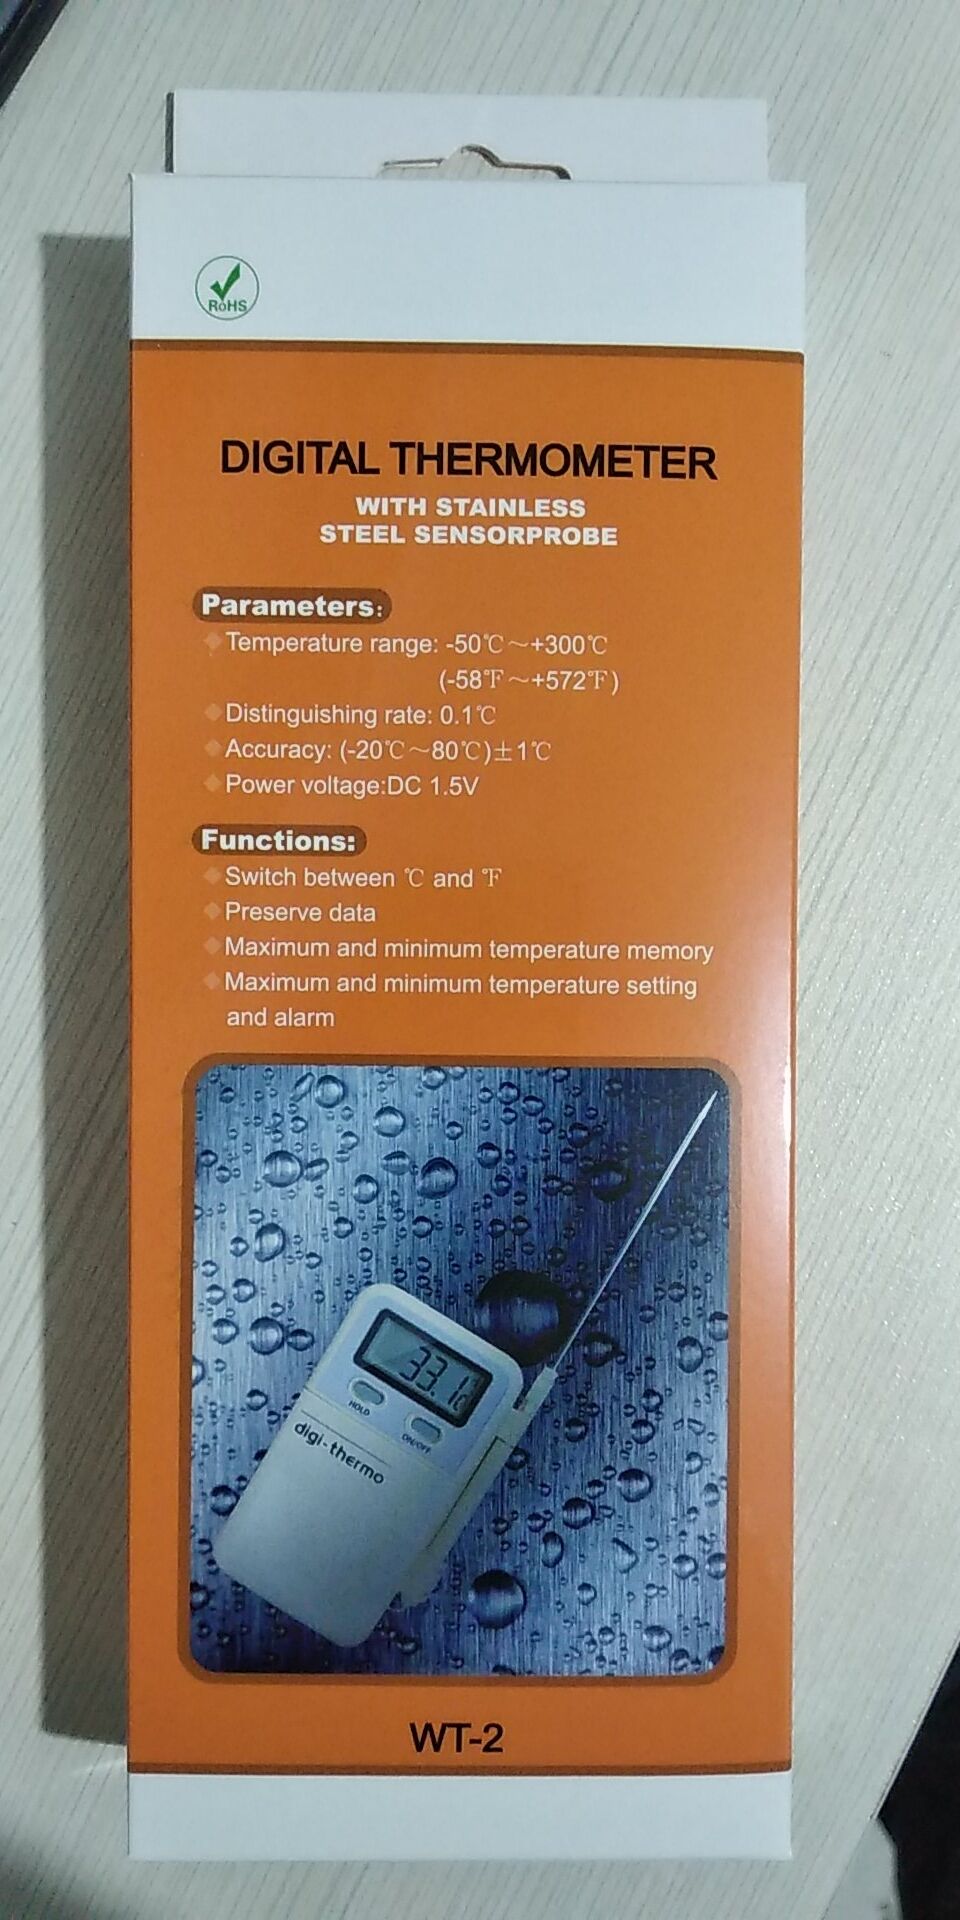 RoHS
DIGITAL THERMOMETER
WITH STAINLESS
STEEL SENSORPROBE
Parameters:
Temperature range: -50℃～+300℃
(-58℉～+572℉)
Distinguishing rate: 0.1℃
Accuracy: (-20℃～80℃)±1℃
Power voltage:DC 1.5V
Functions:
Switch between ℃ and ℉
Preserve data
Maximum and minimum temperature memory
Maximum and minimum temperature setting
and alarm
33.1℃
HOLD
ON/OFF
digi-thermo
WT-2